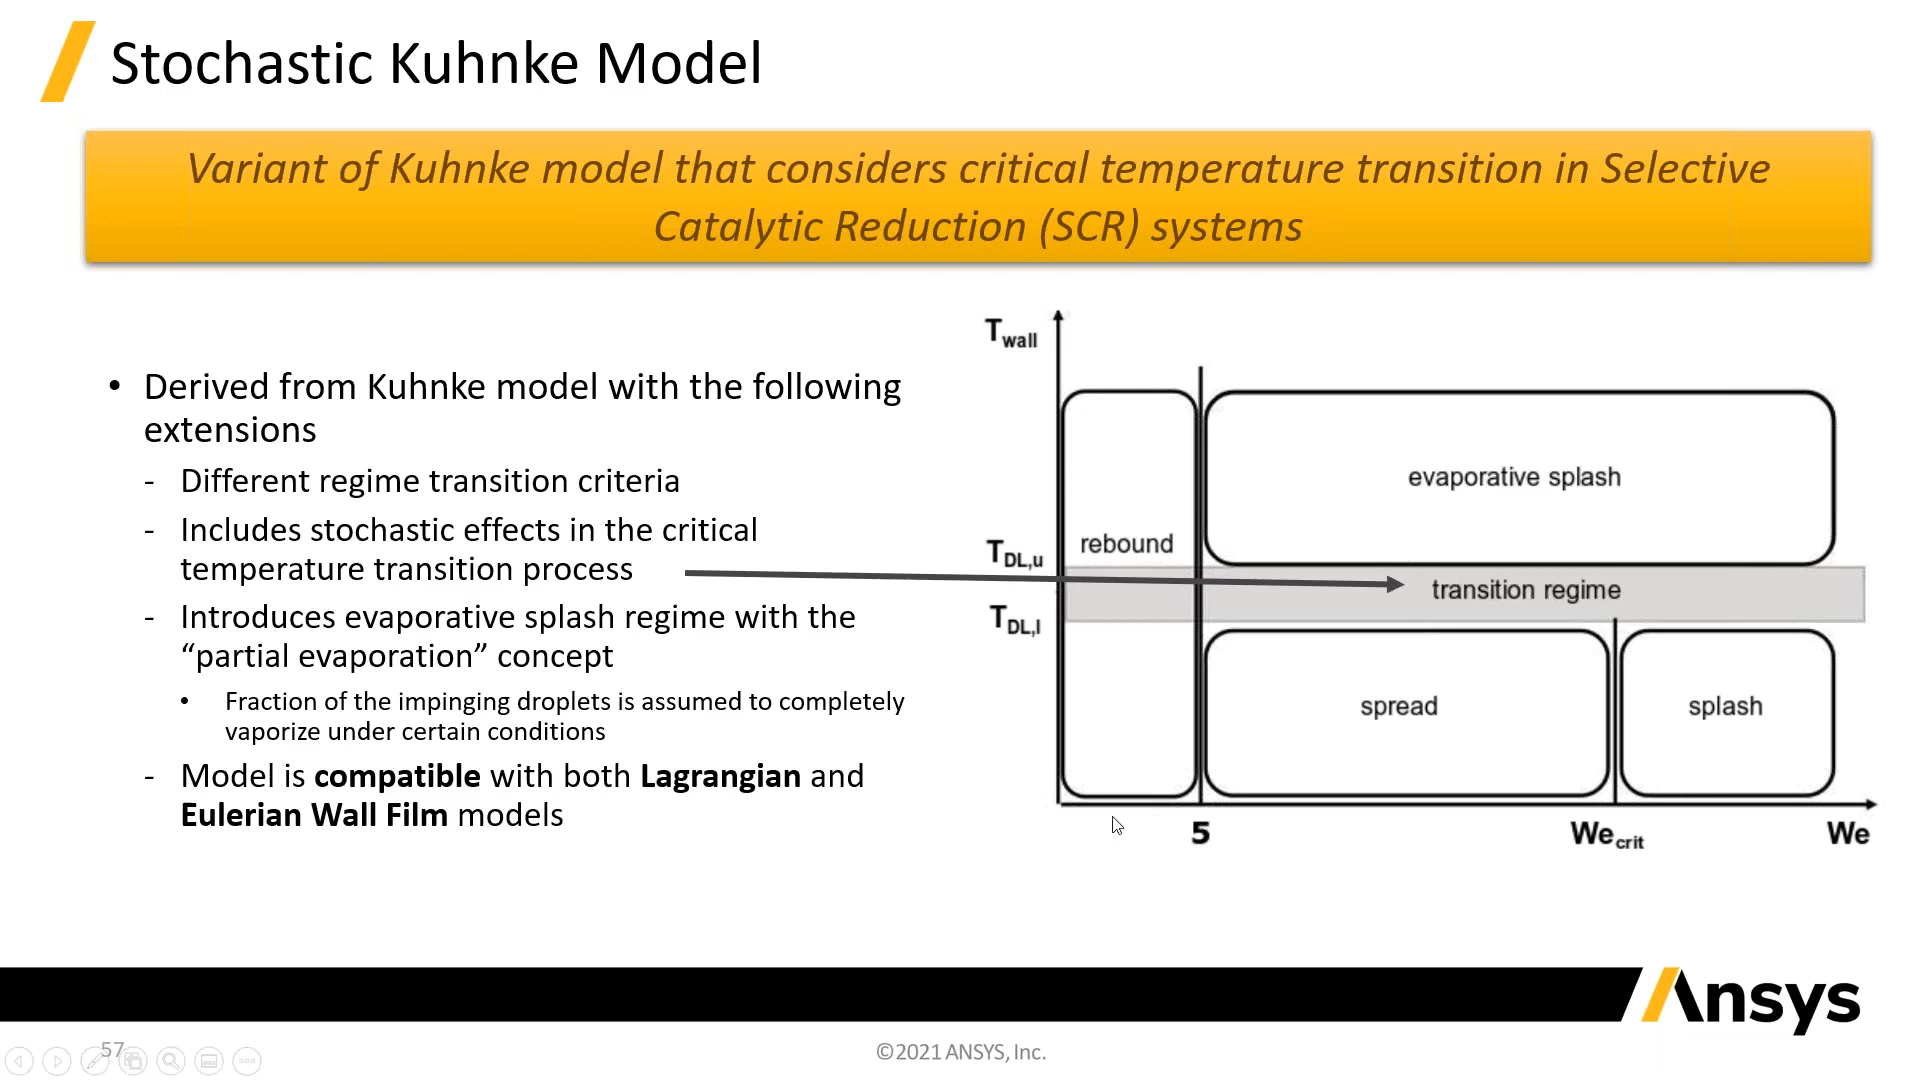 Stochastic Kuhnke Model
Variant of Kuhnke model that considers critical temperature transition in Selective
Catalytic Reduction (SCR) systems
• Derived from Kuhnke model with the following
extensions
- Different regime transition criteria
- Includes stochastic effects in the critical
temperature transition process
- Introduces evaporative splash regime with the
“partial evaporation” concept
• Fraction of the impinging droplets is assumed to completely
vaporize under certain conditions
- Model is compatible with both Lagrangian and
Eulerian Wall Film models
Twall
evaporative splash
rebound
TDL,u
transition regime
TDL,l
spread
splash
5
Wecrit
We
Ansys
57
©2021 ANSYS, Inc.